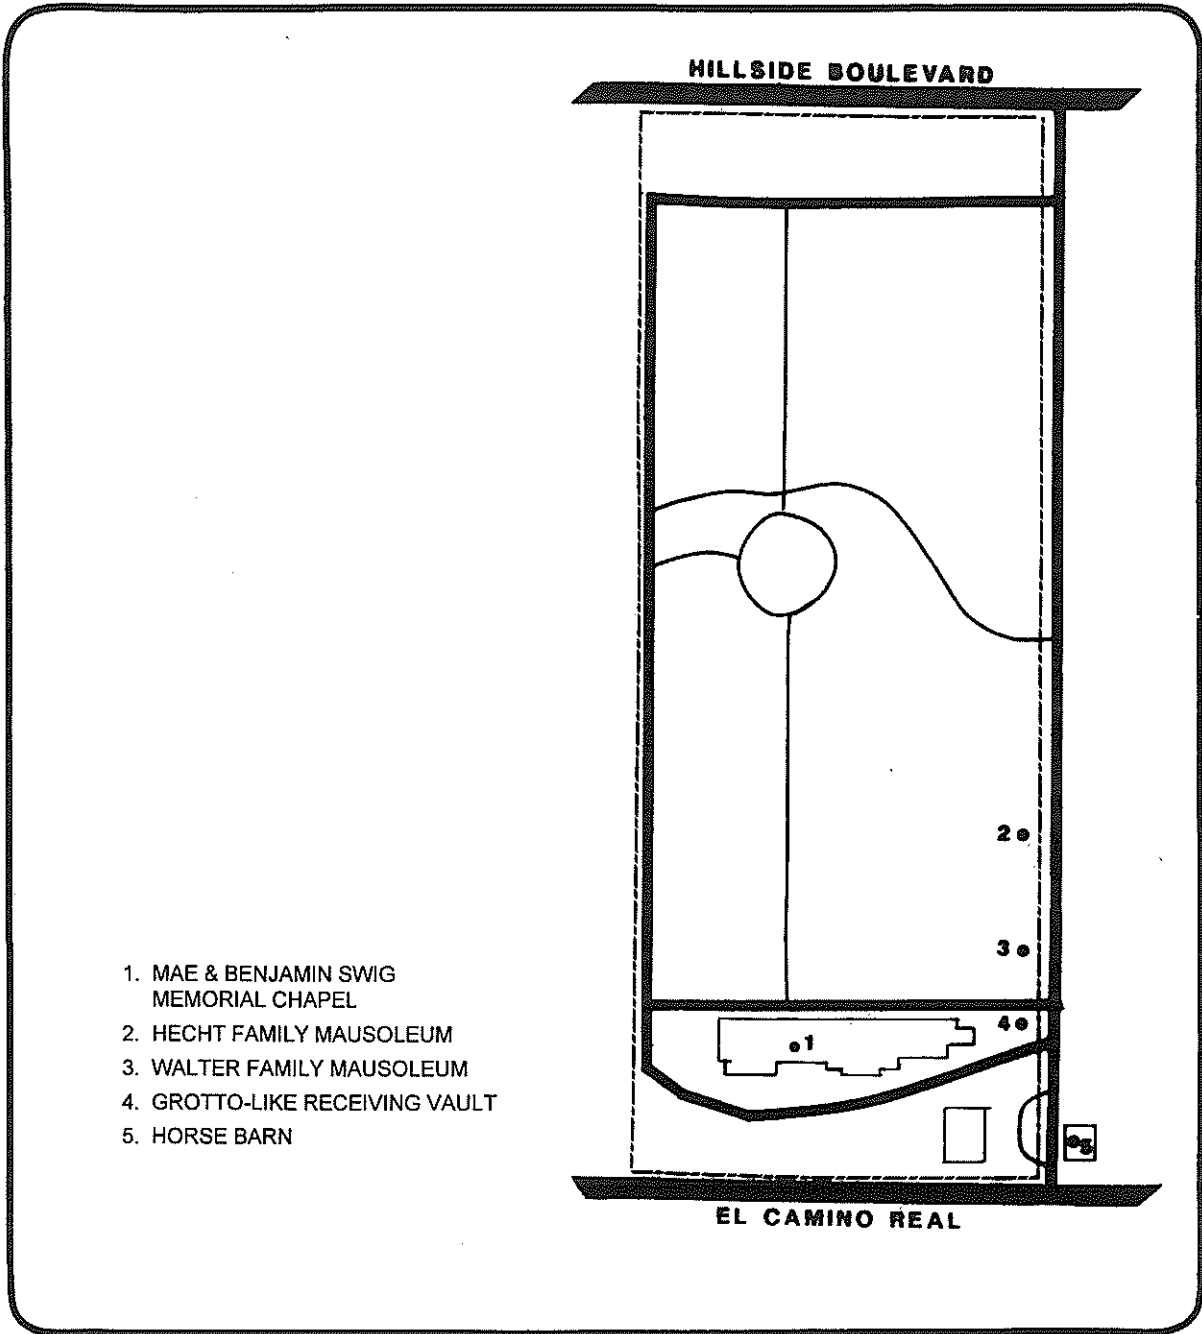 HILLSIDE BOULEVARD
2
3
4
1
5
1. MAE & BENJAMIN SWIG
MEMORIAL CHAPEL
2. HECHT FAMILY MAUSOLEUM
3. WALTER FAMILY MAUSOLEUM
4. GROTTO-LIKE RECEIVING VAULT
5. HORSE BARN
EL CAMINO REAL